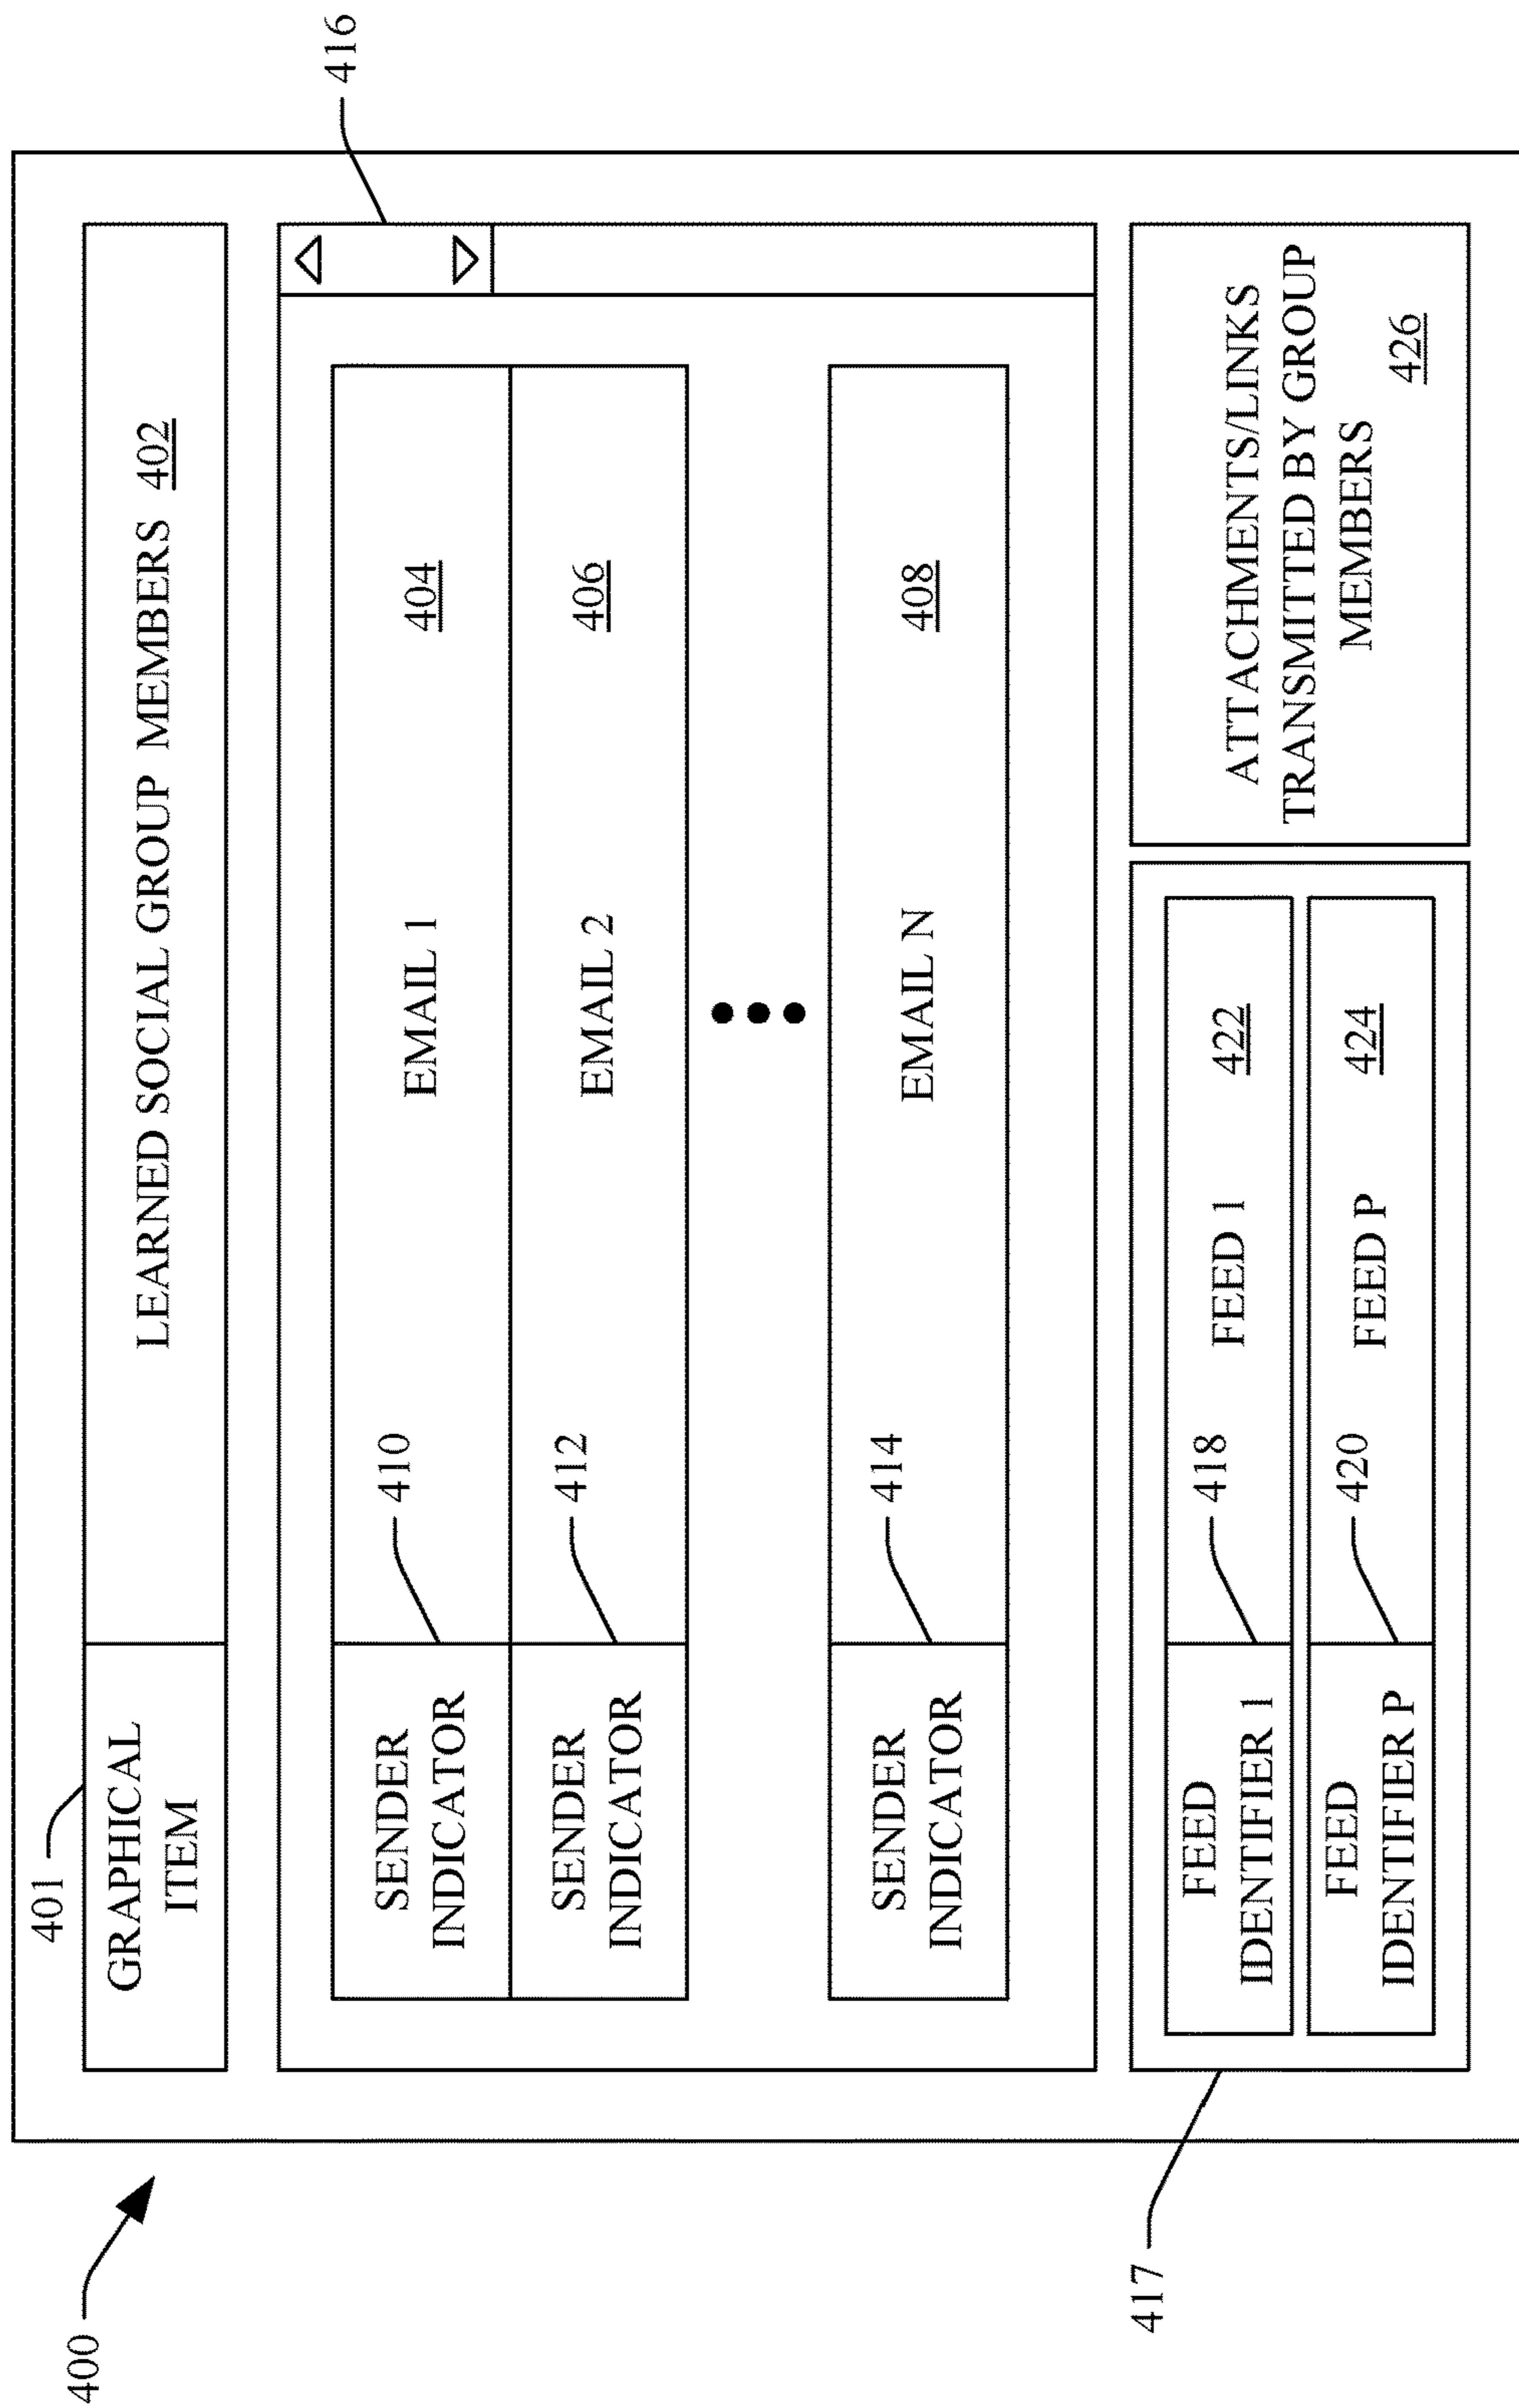 400
401
GRAPHICAL
ITEM
LEARNED SOCIAL GROUP MEMBERS 402
416
SENDER
INDICATOR
410
EMAIL 1
404
SENDER
INDICATOR
412
EMAIL 2
406
SENDER
INDICATOR
414
EMAIL N
408
417
FEED
IDENTIFIER 1
418
FEED 1
422
FEED
IDENTIFIER P
420
FEED P
424
ATTACHMENTS/LINKS
TRANSMITTED BY GROUP
MEMBERS
426